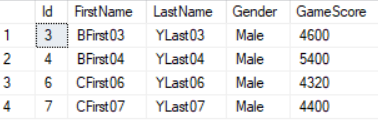 Id FirstName LastName Gender GameScore
1 3 BFirst03 YLast03 Male 4600
2 4 BFirst04 YLast04 Male 5400
3 6 CFirst06 YLast06 Male 4320
4 7 CFirst07 YLast07 Male 4400